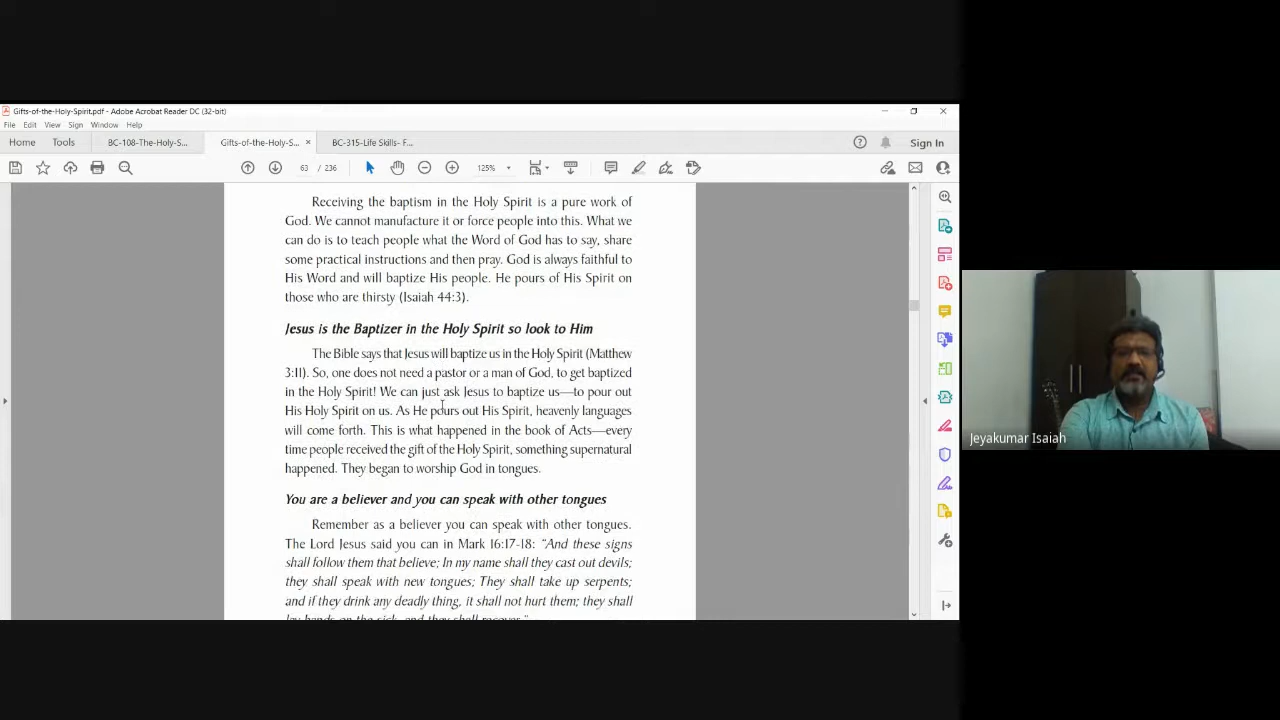 Gifts-of-the-Holy-Spirit.pdf - Adobe Acrobat Reader DC (32-bit)
File Edit View Sign Window Help
Home Tools BC-108-The-Holy-S... Gifts-of-the-Holy-S... × BC-315-Life Skills- F... Sign In
63 / 236 125%
Receiving the baptism in the Holy Spirit is a pure work of
God. We cannot manufacture it or force people into this. What we
can do is to teach people what the Word of God has to say, share
some practical instructions and then pray. God is always faithful to
His Word and will baptize His people. He pours of His Spirit on
those who are thirsty (Isaiah 44:3).
Jesus is the Baptizer in the Holy Spirit so look to Him
The Bible says that Jesus will baptize us in the Holy Spirit (Matthew
3:11). So, one does not need a pastor or a man of God, to get baptized
in the Holy Spirit! We can just ask Jesus to baptize us—to pour out
His Holy Spirit on us. As He pours out His Spirit, heavenly languages
will come forth. This is what happened in the book of Acts—every
time people received the gift of the Holy Spirit, something supernatural
happened. They began to worship God in tongues.
You are a believer and you can speak with other tongues
Remember as a believer you can speak with other tongues.
The Lord Jesus said you can in Mark 16:17-18: “And these signs
shall follow them that believe; In my name shall they cast out devils;
they shall speak with new tongues; They shall take up serpents;
and if they drink any deadly thing, it shall not hurt them; they shall
lay hands on the sick, and they shall recover.”
Jeyakumar Isaiah